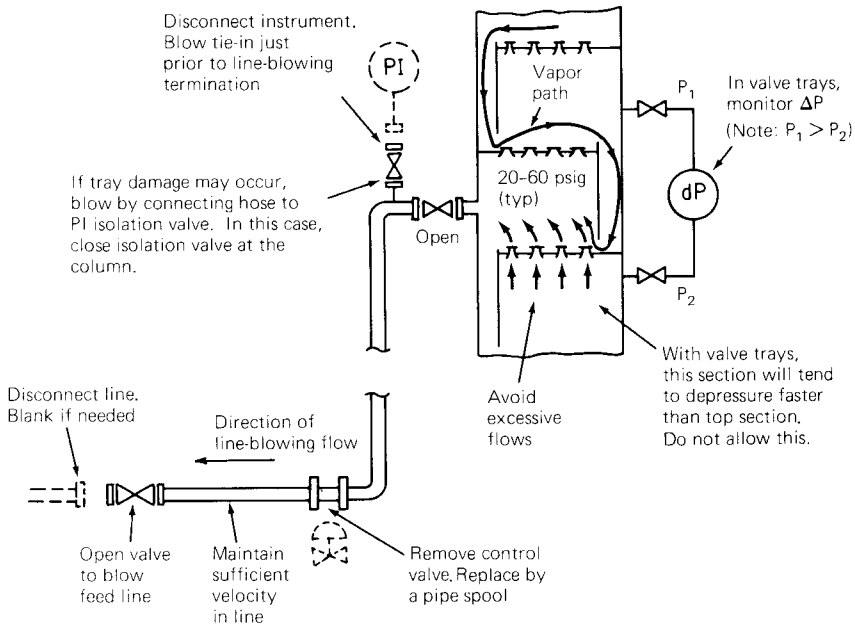 Disconnect instrument.
Blow tie-in just
prior to line-blowing
termination
PI
Vapor
path
P1
In valve trays,
monitor ΔP
(Note: P1 > P2)
dP
If tray damage may occur,
blow by connecting hose to
PI isolation valve. In this case,
close isolation valve at the
column.
20-60 psig
(typ)
Open
P2
Disconnect line.
Blank if needed
Direction of
line-blowing flow
Avoid
excessive
flows
With valve trays,
this section will tend
to depressure faster
than top section.
Do not allow this.
Open valve
to blow
feed line
Maintain
sufficient
velocity
in line
Remove control
valve. Replace by
a pipe spool